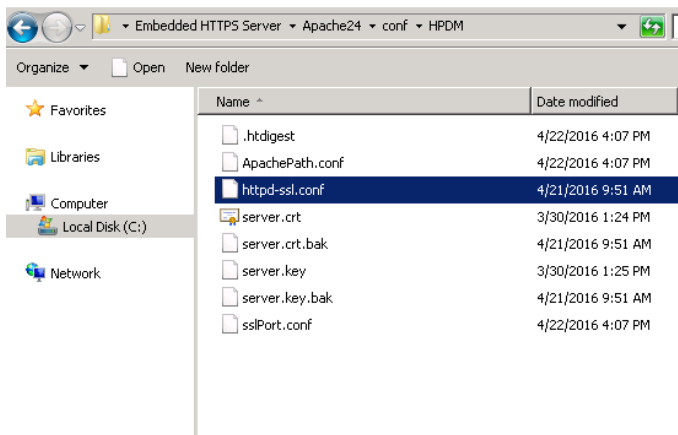 Embedded HTTPS Server Apache24 conf HPDM
Organize Open New folder
Name Date modified
Favorites
Libraries
Computer
Local Disk (C:)
Network
.htdigest 4/22/2016 4:07 PM
ApachePath.conf 4/22/2016 4:07 PM
httpd-ssl.conf 4/21/2016 9:51 AM
server.crt 3/30/2016 1:24 PM
server.crt.bak 4/21/2016 9:51 AM
server.key 3/30/2016 1:25 PM
server.key.bak 4/21/2016 9:51 AM
sslPort.conf 4/22/2016 4:07 PM